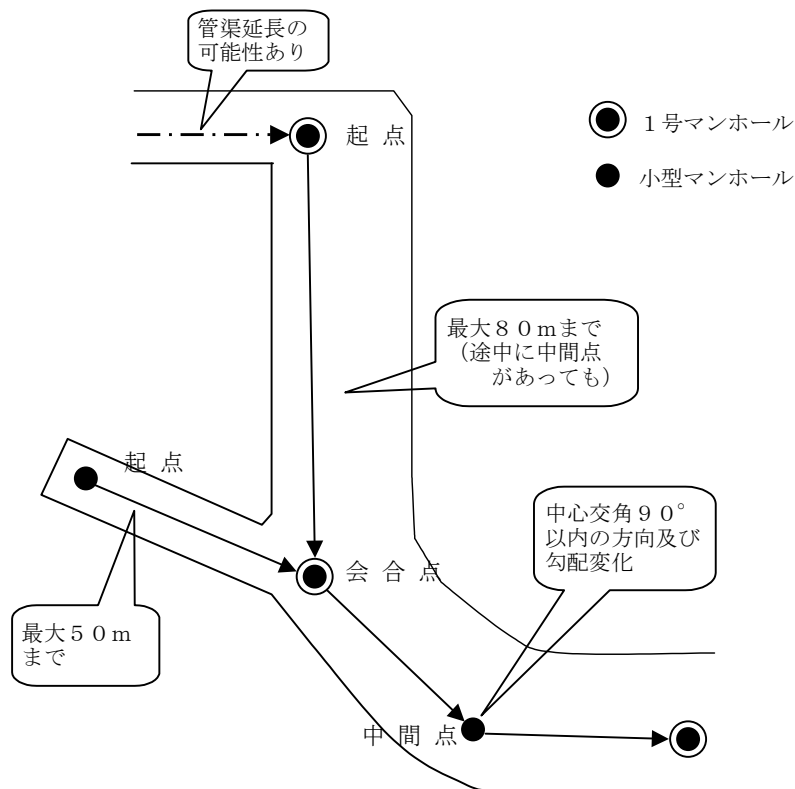 管渠延長の
可能性あり
起 点
１号マンホール
小型マンホール
最大８０ｍまで
（途中に中間点
があっても）
起 点
中心交角９０°
以内の方向及び
勾配変化
会 合 点
最大５０ｍ
まで
中 間 点